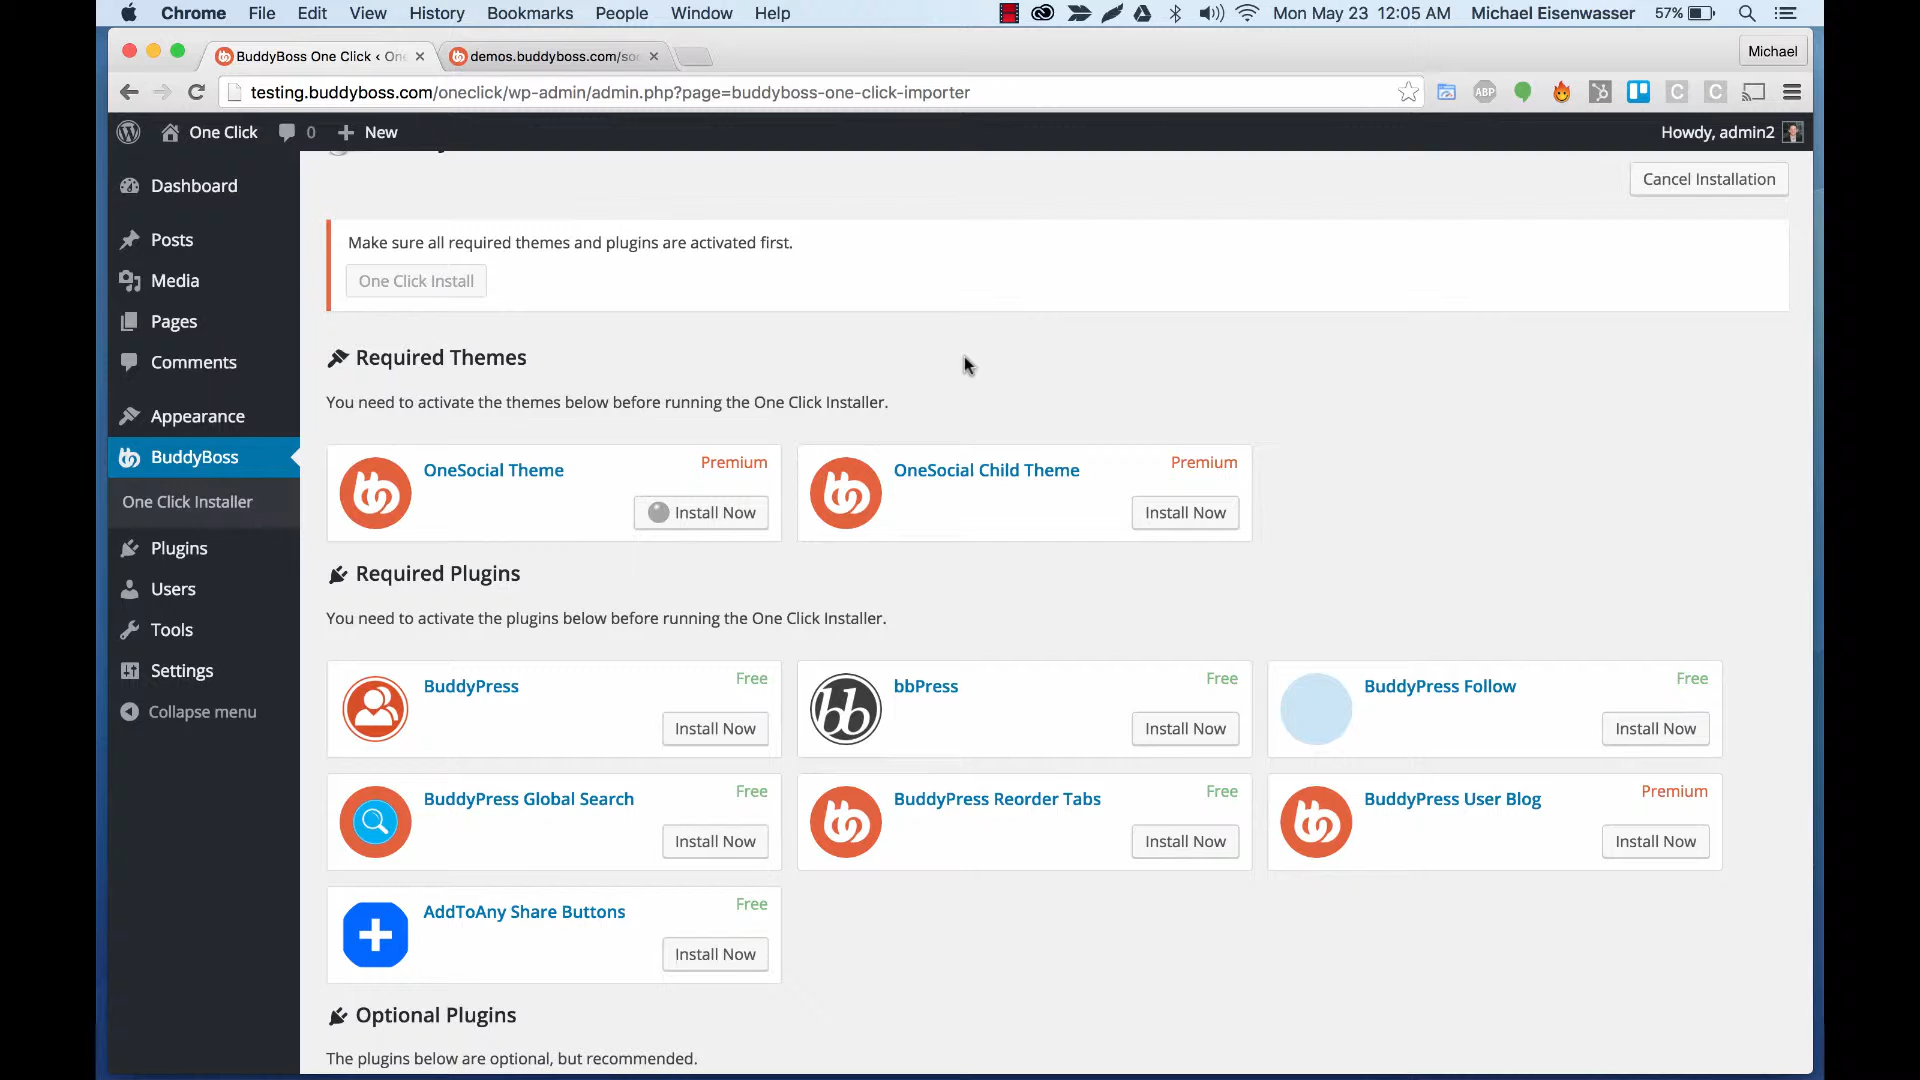 Chrome File Edit View History Bookmarks People Window Help Mon May 23 12:05 AM Michael Eisenwasser 57%
BuddyBoss One Click ‹ One demos.buddyboss.com/so Michael
testing.buddyboss.com/oneclick/wp-admin/admin.php?page=buddyboss-one-click-importer ABP
One Click 0 New Howdy, admin2
Dashboard
Posts
Media
Pages
Comments
Appearance
BuddyBoss
One Click Installer
Plugins
Users
Tools
Settings
Collapse menu
Cancel Installation
Make sure all required themes and plugins are activated first.
One Click Install
Required Themes
You need to activate the themes below before running the One Click Installer.
OneSocial Theme Premium
Install Now
OneSocial Child Theme Premium
Install Now
Required Plugins
You need to activate the plugins below before running the One Click Installer.
BuddyPress Free
Install Now
bb
bbPress Free
Install Now
BuddyPress Follow Free
Install Now
BuddyPress Global Search Free
Install Now
BuddyPress Reorder Tabs Free
Install Now
BuddyPress User Blog Premium
Install Now
AddToAny Share Buttons Free
Install Now
Optional Plugins
The plugins below are optional, but recommended.